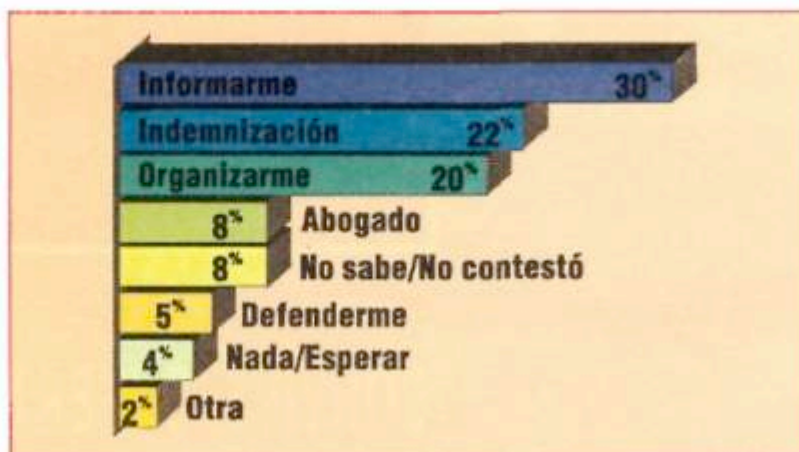 Informarme 30%
Indemnización 22%
Organizarme 20%
8% Abogado
8% No sabe/No contestó
5% Defenderme
4% Nada/Esperar
2% Otra